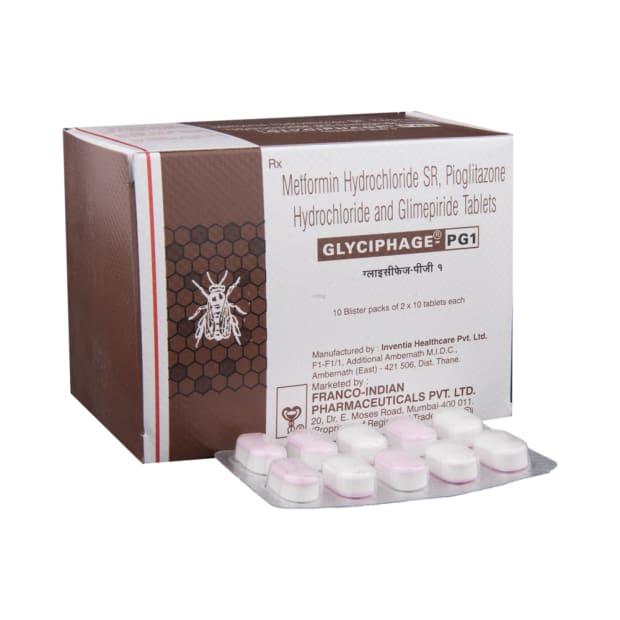 Rx
Metformin Hydrochloride SR, Pioglitazone
Hydrochloride and Glimepiride Tablets
GLYCIPHAGE® - PG1
ग्लाइसीफेज-पीजी १
10 Blister packs of 2 x 10 tablets each
Manufactured by : Inventia Healthcare Pvt. Ltd.
F1-F1/1, Additional Ambernath M.I.D.C.,
Ambernath (East) - 421 506, Dist. Thane.
Marketed by :
FRANCO-INDIAN
PHARMACEUTICALS PVT. LTD.
20, Dr. E. Moses Road, Mumbai-400 011.
of Trade